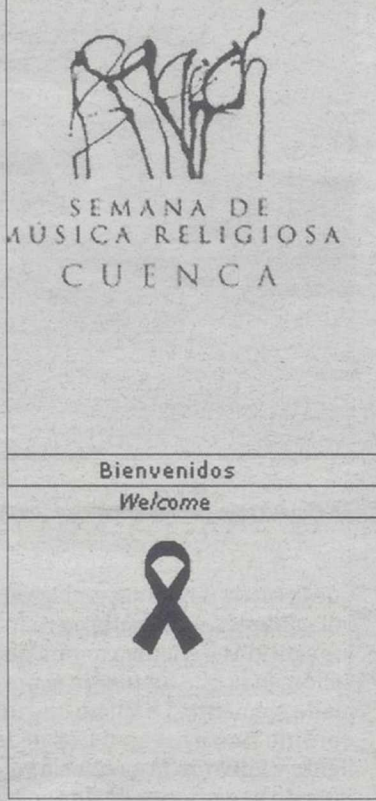 SEMANA DE
MÚSICA RELIGIOSA
CUENCA
Bienvenidos
Welcome